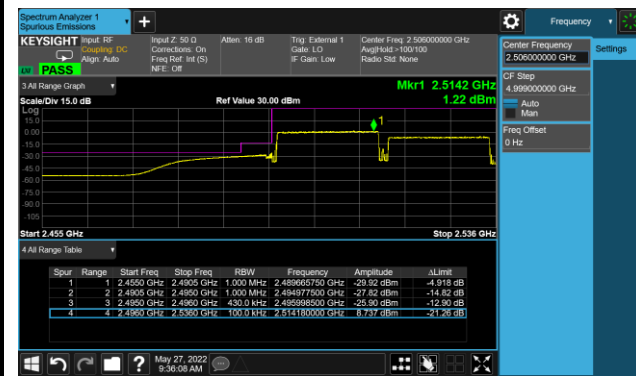 Spectrum Analyzer 1
Spurious Emissions
+
Frequency
KEYSIGHT Input: RF
Coupling: DC
Align: Auto
PASS
Input Z: 50 Ω
Corrections: On
Freq Ref: Int (S)
NFE: Off
Atten: 16 dB
Trig: External 1
Gate: LO
IF Gain: Low
Center Freq: 2.506000000 GHz
Avg|Hold:>100/100
Radio Std: None
Center Frequency
2.506000000 GHz
Settings
CF Step
4.999000000 GHz
Auto
Man
Freq Offset
0 Hz
3 All Range Graph
Mkr1 2.5142 GHz
1.22 dBm
Scale/Div 15.0 dB
Ref Value 30.00 dBm
Log
15.0
0.00
-15.0
-30.0
-45.0
-60.0
-75.0
-90.0
-105
1
Start 2.455 GHz
Stop 2.536 GHz
4 All Range Table
Spur Range Start Freq Stop Freq RBW Frequency Amplitude ΔLimit
1 1 2.4550 GHz 2.4905 GHz 1.000 MHz 2.489665750 GHz -29.92 dBm -4.918 dB
2 2 2.4905 GHz 2.4950 GHz 1.000 MHz 2.494977500 GHz -27.82 dBm -14.82 dB
3 3 2.4950 GHz 2.4960 GHz 430.0 kHz 2.495998500 GHz -25.90 dBm -12.90 dB
4 4 2.4960 GHz 2.5360 GHz 100.0 kHz 2.514180000 GHz 8.737 dBm -21.26 dB
?
May 27, 2022
9:36:08 AM